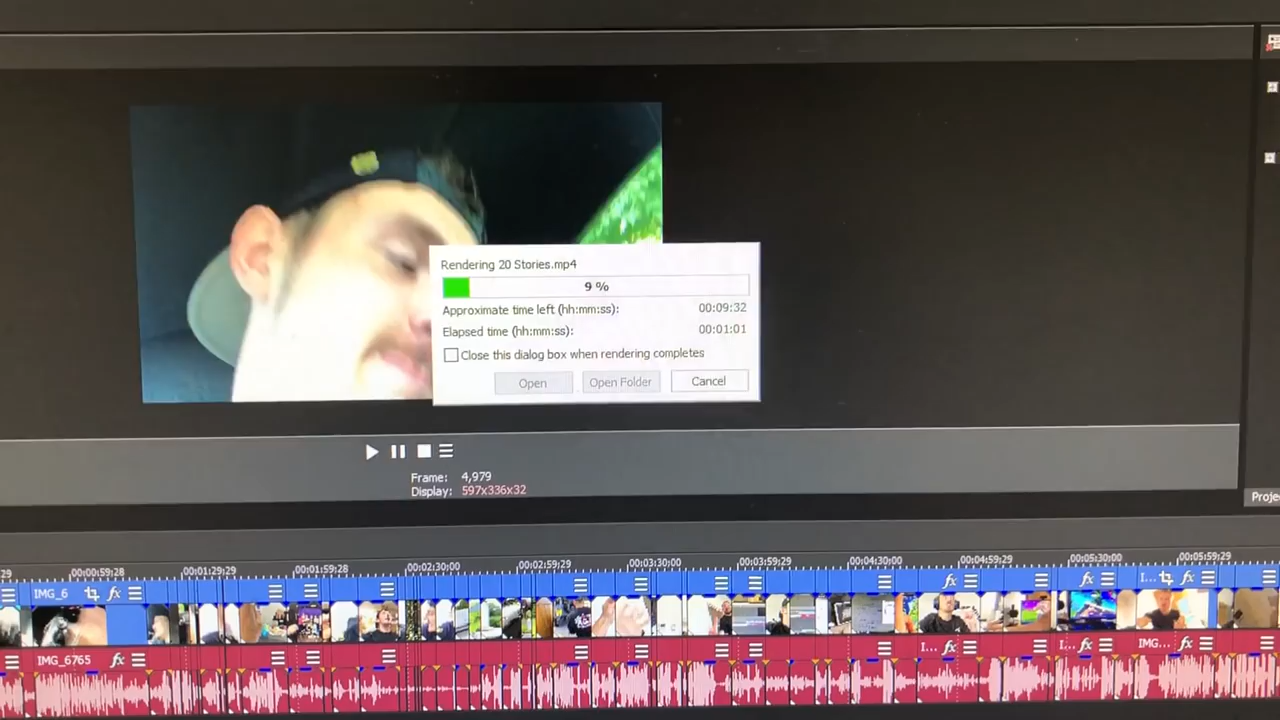 Rendering 20 Stories.mp4
9 %
Approximate time left (hh:mm:ss): 00:09:32
Elapsed time (hh:mm:ss): 00:01:01
Close this dialog box when rendering completes
Open Open Folder Cancel
Frame: 4,979
Display: 597x336x32
Proje
29 00:00:59:28 00:01:29:29 00:01:59:28 00:02:30:00 00:02:59:29 00:03:30:00 00:03:59:29 00:04:30:00 00:04:59:29 00:05:30:00 00:05:59:29
IMG_6 fx fx fx I... fx
IMG_6765 fx I... fx I... fx IMG... fx